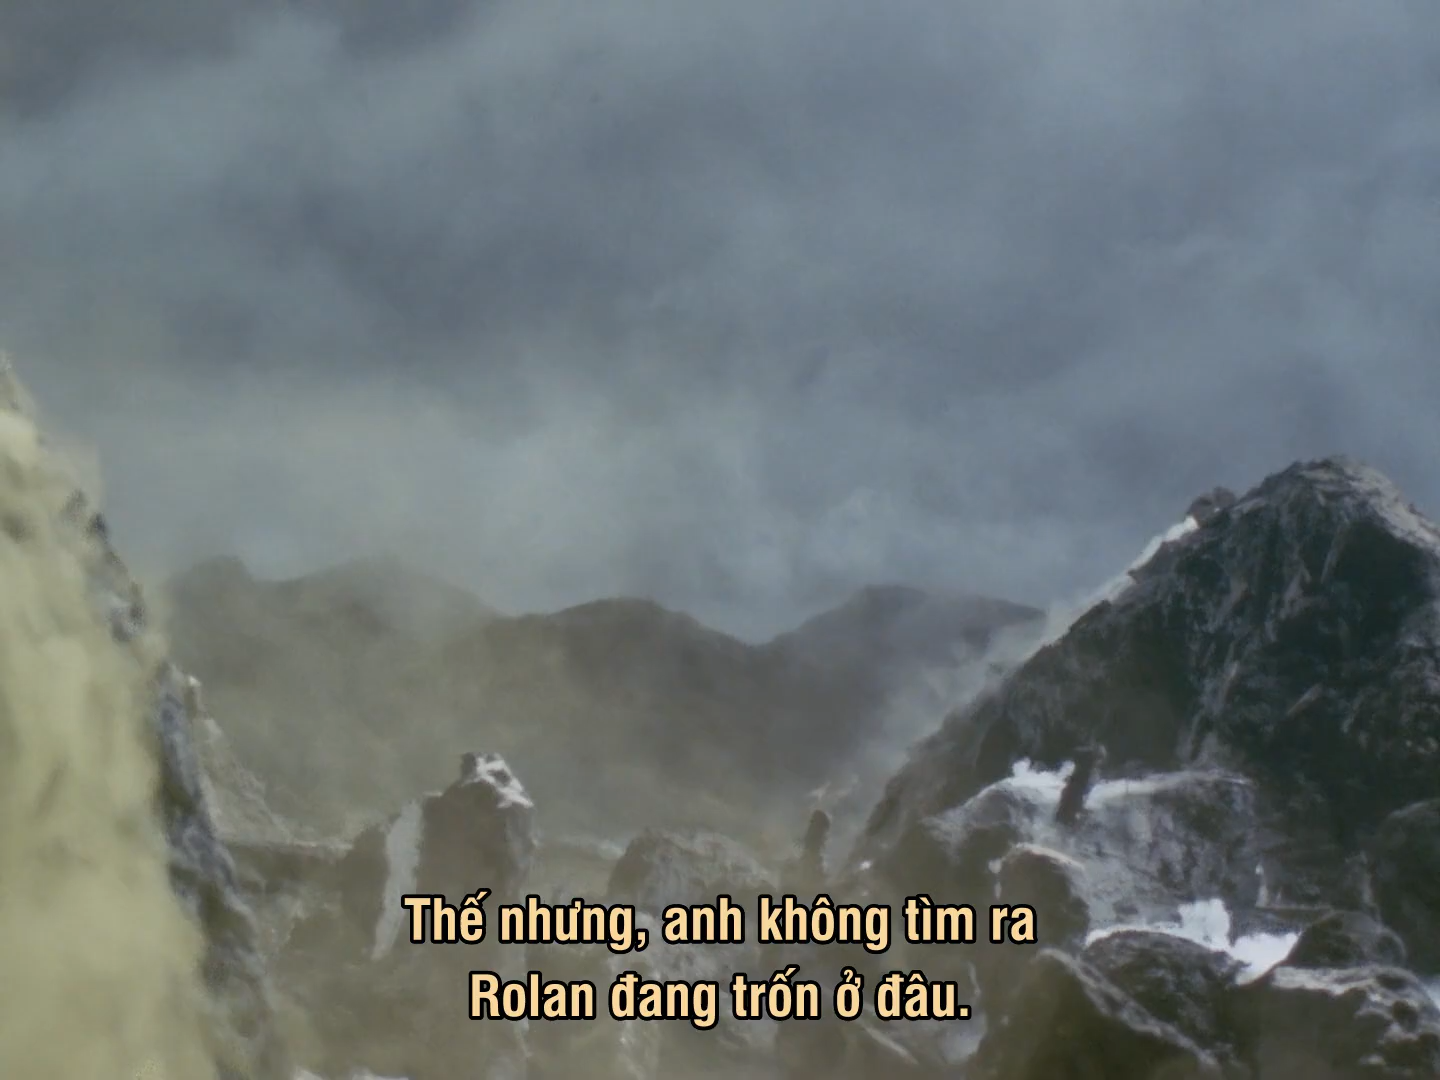 Thế nhưng, anh không tìm ra
Rolan đang trốn ở đâu.